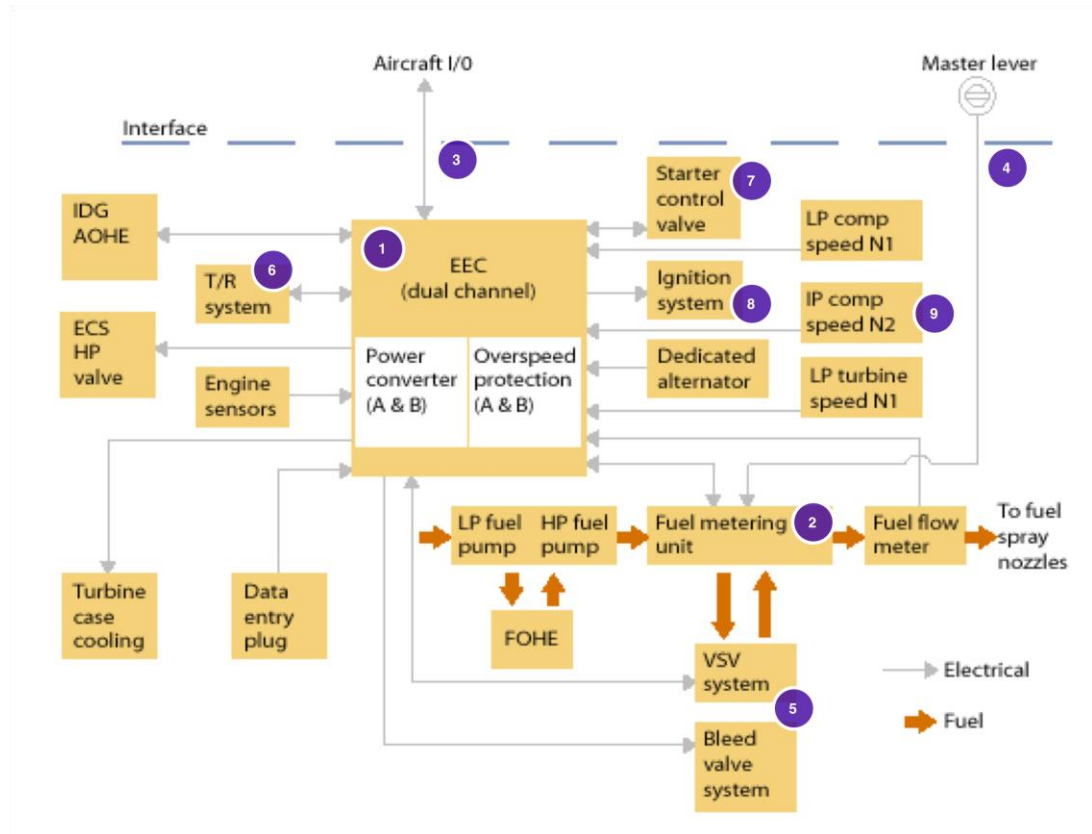 Aircraft I/0
Master lever
Interface
3
4
IDG
AOHE
1
EEC
(dual channel)
Starter
control
valve
7
LP comp
speed N1
T/R
system
6
Ignition
system
8
IP comp
speed N2
9
ECS
HP
valve
Power
converter
(A & B)
Overspeed
protection
(A & B)
Dedicated
alternator
LP turbine
speed N1
Engine
sensors
LP fuel
pump
HP fuel
pump
Fuel metering
unit
2
Fuel flow
meter
To fuel
spray
nozzles
Turbine
case
cooling
Data
entry
plug
FOHE
VSV
system
5
Bleed
valve
system
Electrical
Fuel